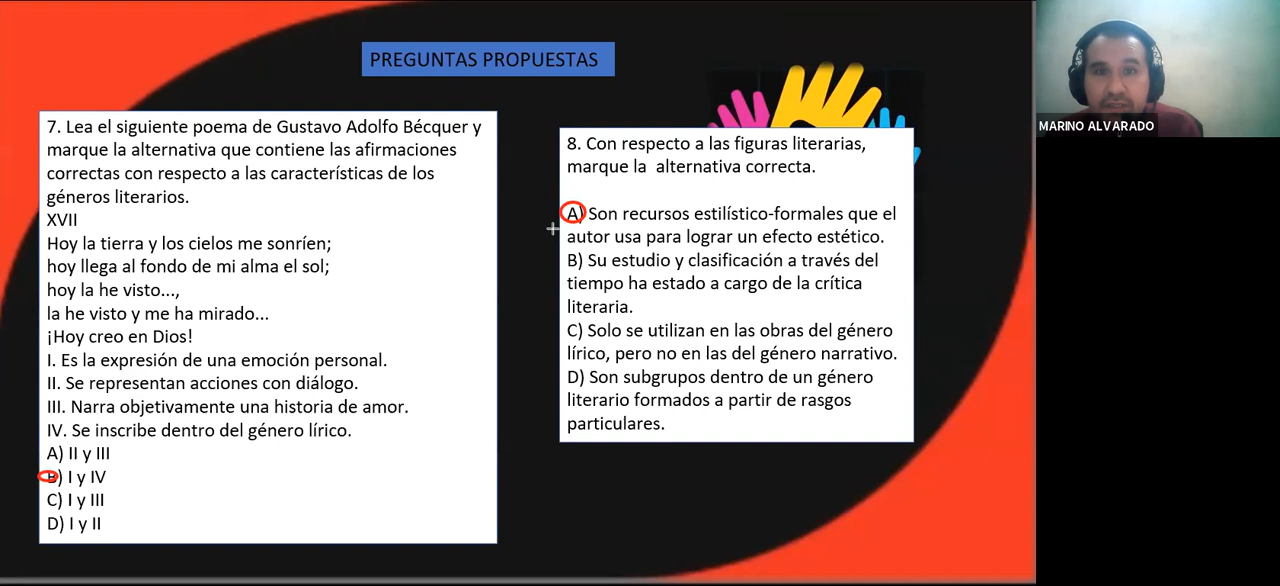 PREGUNTAS PROPUESTAS
7. Lea el siguiente poema de Gustavo Adolfo Bécquer y
marque la alternativa que contiene las afirmaciones
correctas con respecto a las características de los
géneros literarios.
XVII
Hoy la tierra y los cielos me sonríen;
hoy llega al fondo de mi alma el sol;
hoy la he visto...,
la he visto y me ha mirado...
¡Hoy creo en Dios!
I. Es la expresión de una emoción personal.
II. Se representan acciones con diálogo.
III. Narra objetivamente una historia de amor.
IV. Se inscribe dentro del género lírico.
A) II y III
B) I y IV
C) I y III
D) I y II
8. Con respecto a las figuras literarias,
marque la alternativa correcta.
A) Son recursos estilístico-formales que el
autor usa para lograr un efecto estético.
B) Su estudio y clasificación a través del
tiempo ha estado a cargo de la crítica
literaria.
C) Solo se utilizan en las obras del género
lírico, pero no en las del género narrativo.
D) Son subgrupos dentro de un género
literario formados a partir de rasgos
particulares.
MARINO ALVARADO